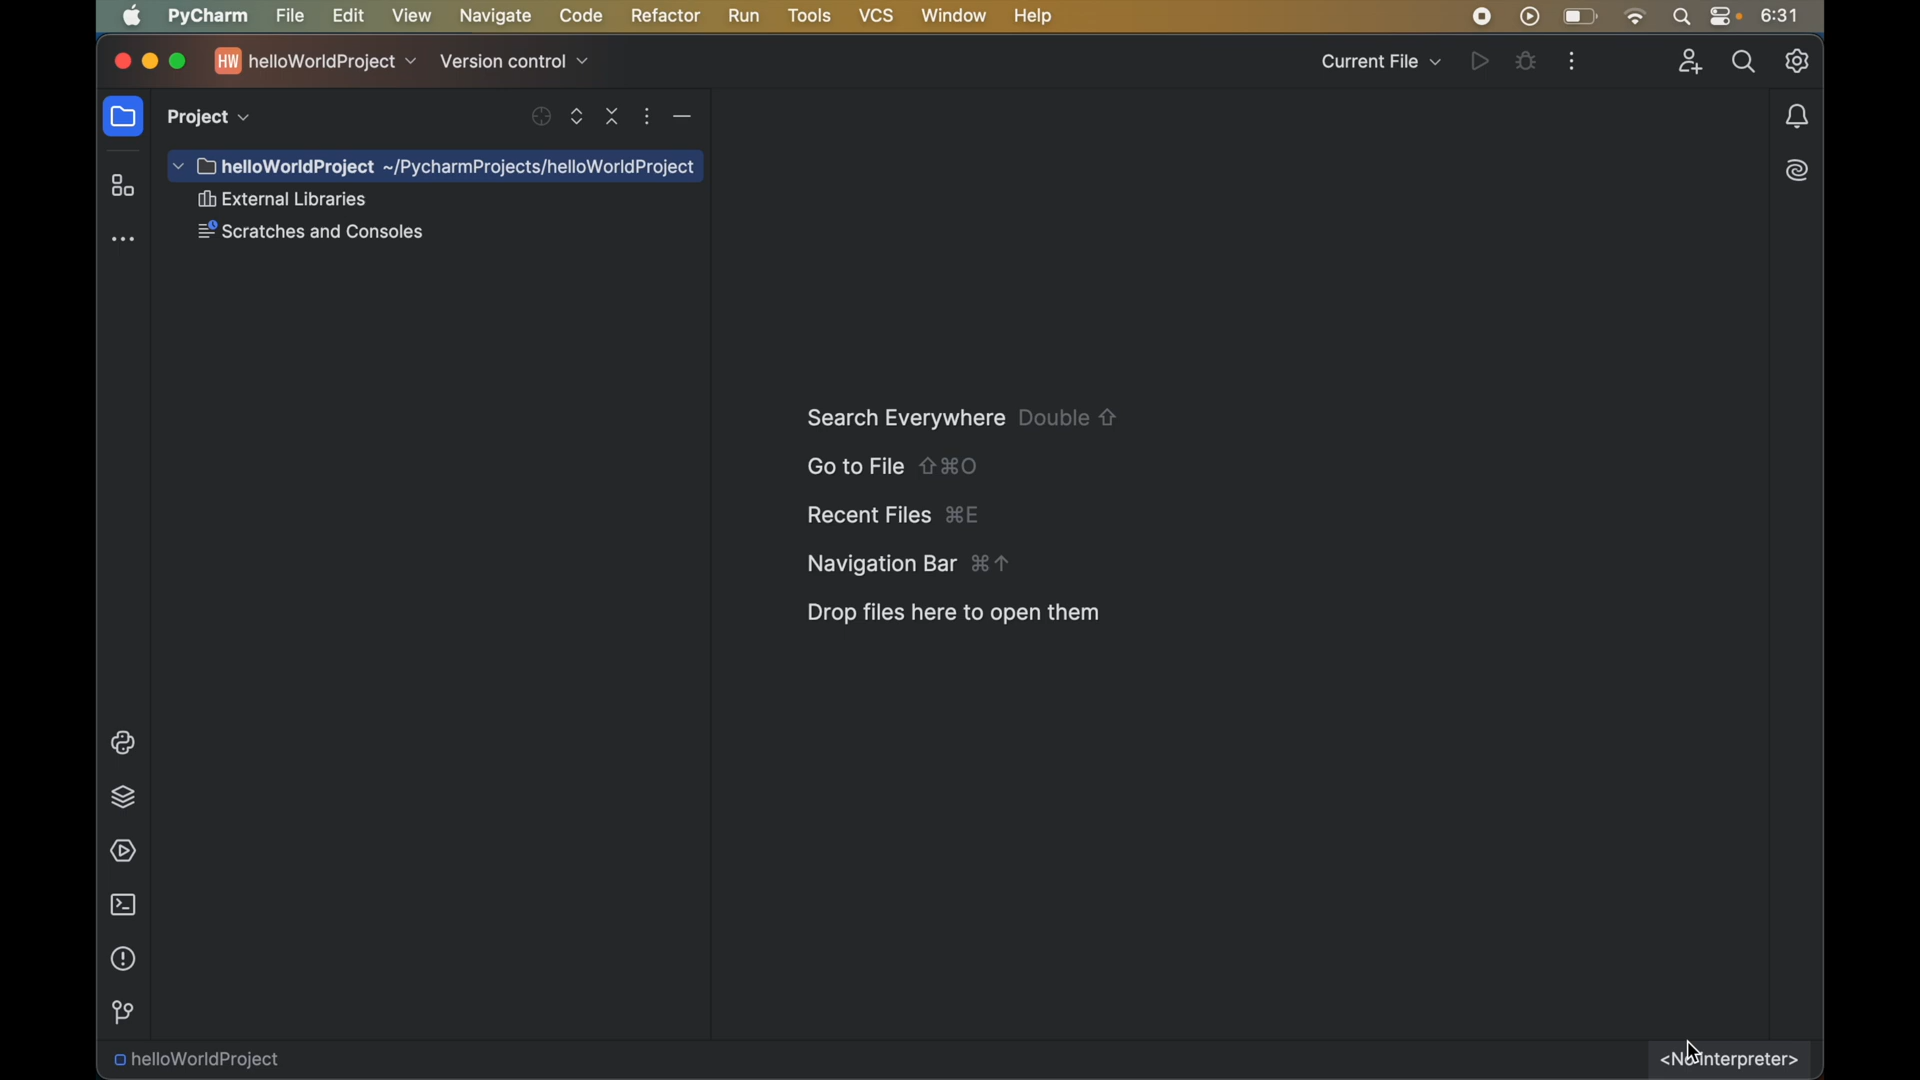 PyCharm File Edit View Navigate Code Refactor Run Tools VCS Window Help 6:31
HW helloWorldProject Version control Current File
Project
helloWorldProject ~/PycharmProjects/helloWorldProject
External Libraries
Scratches and Consoles
Search Everywhere Double ⇧
Go to File ⇧⌘O
Recent Files ⌘E
Navigation Bar ⌘↑
Drop files here to open them
helloWorldProject <No interpreter>